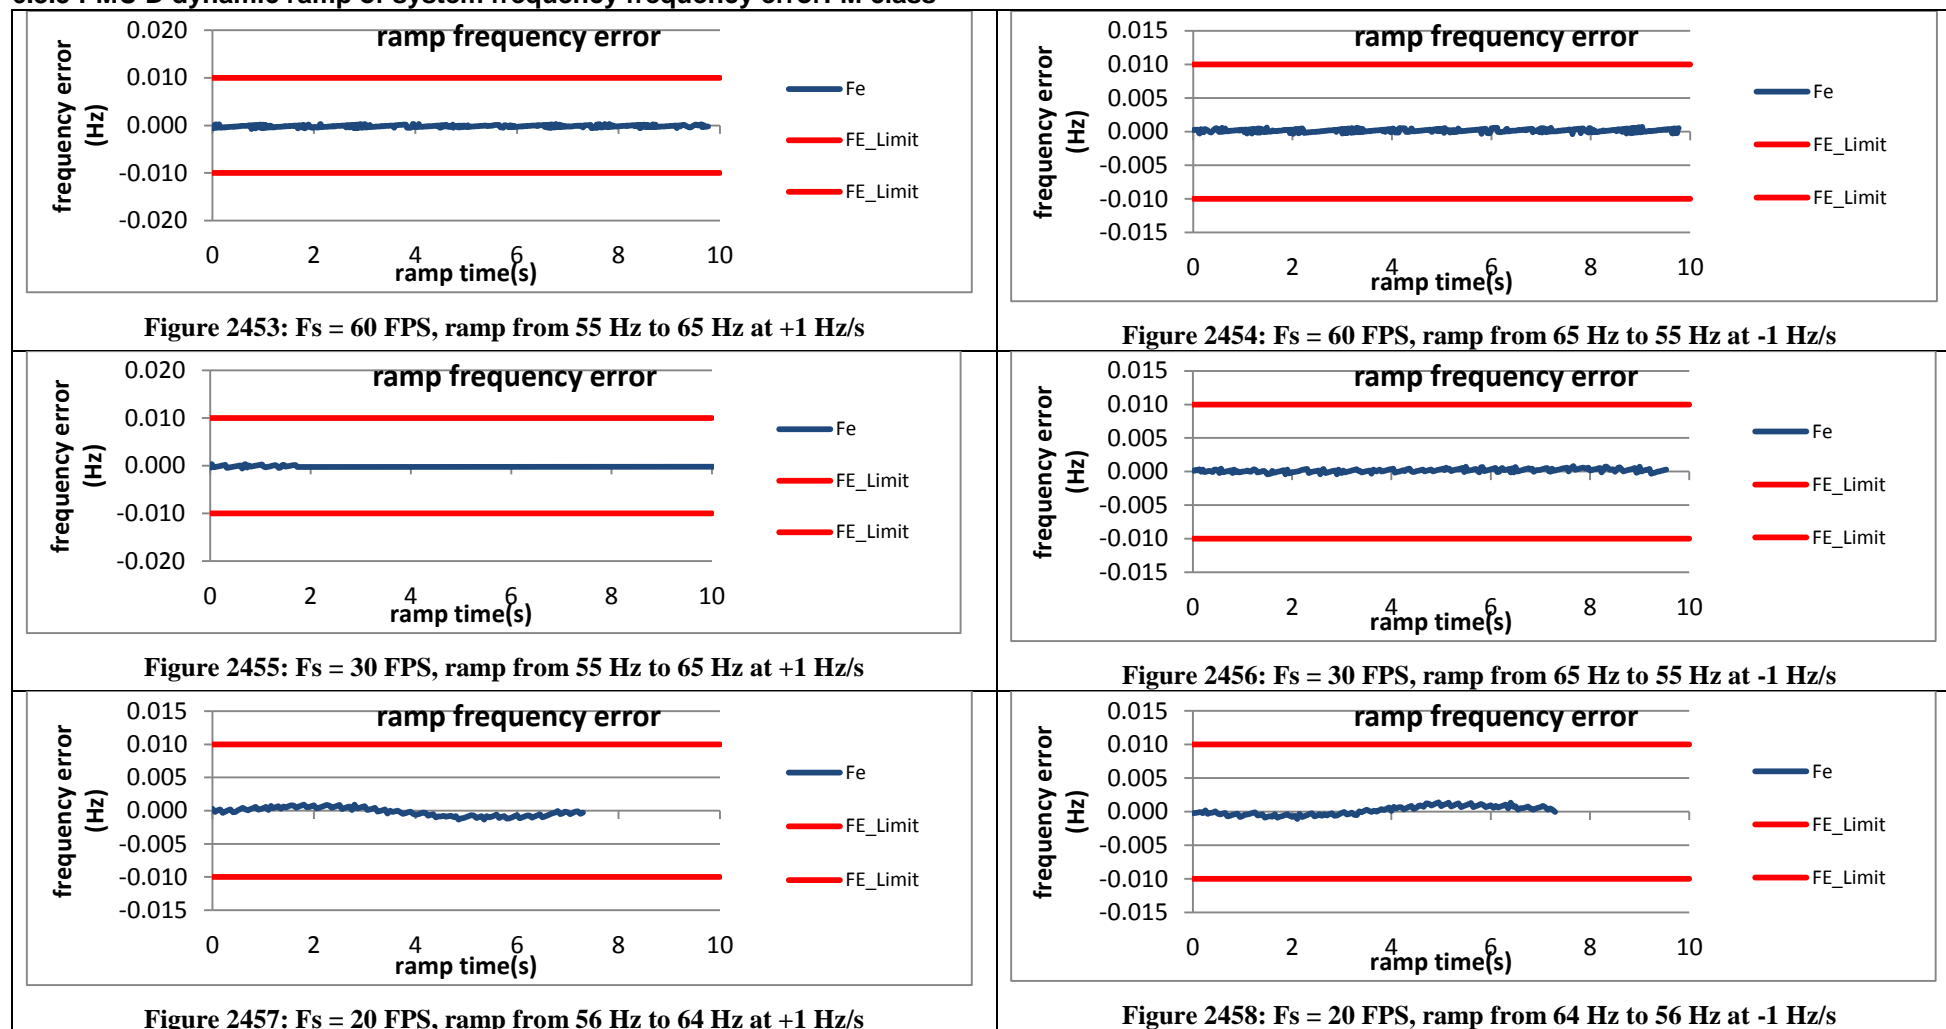 ramp frequency error
frequency error
(Hz)
0.020
0.010
0.000
-0.010
-0.020
0 2 4 6 8 10
ramp time(s)
Fe
FE_Limit
FE_Limit
Figure 2453: Fs = 60 FPS, ramp from 55 Hz to 65 Hz at +1 Hz/s
ramp frequency error
frequency error
(Hz)
0.015
0.010
0.005
0.000
-0.005
-0.010
-0.015
0 2 4 6 8 10
ramp time(s)
Fe
FE_Limit
FE_Limit
Figure 2454: Fs = 60 FPS, ramp from 65 Hz to 55 Hz at -1 Hz/s
ramp frequency error
frequency error
(Hz)
0.020
0.010
0.000
-0.010
-0.020
0 2 4 6 8 10
ramp time(s)
Fe
FE_Limit
FE_Limit
Figure 2455: Fs = 30 FPS, ramp from 55 Hz to 65 Hz at +1 Hz/s
ramp frequency error
frequency error
(Hz)
0.015
0.010
0.005
0.000
-0.005
-0.010
-0.015
0 2 4 6 8 10
ramp time(s)
Fe
FE_Limit
FE_Limit
Figure 2456: Fs = 30 FPS, ramp from 65 Hz to 55 Hz at -1 Hz/s
ramp frequency error
frequency error
(Hz)
0.015
0.010
0.005
0.000
-0.005
-0.010
-0.015
0 2 4 6 8 10
ramp time(s)
Fe
FE_Limit
FE_Limit
Figure 2457: Fs = 20 FPS, ramp from 56 Hz to 64 Hz at +1 Hz/s
ramp frequency error
frequency error
(Hz)
0.015
0.010
0.005
0.000
-0.005
-0.010
-0.015
0 2 4 6 8 10
ramp time(s)
Fe
FE_Limit
FE_Limit
Figure 2458: Fs = 20 FPS, ramp from 64 Hz to 56 Hz at -1 Hz/s